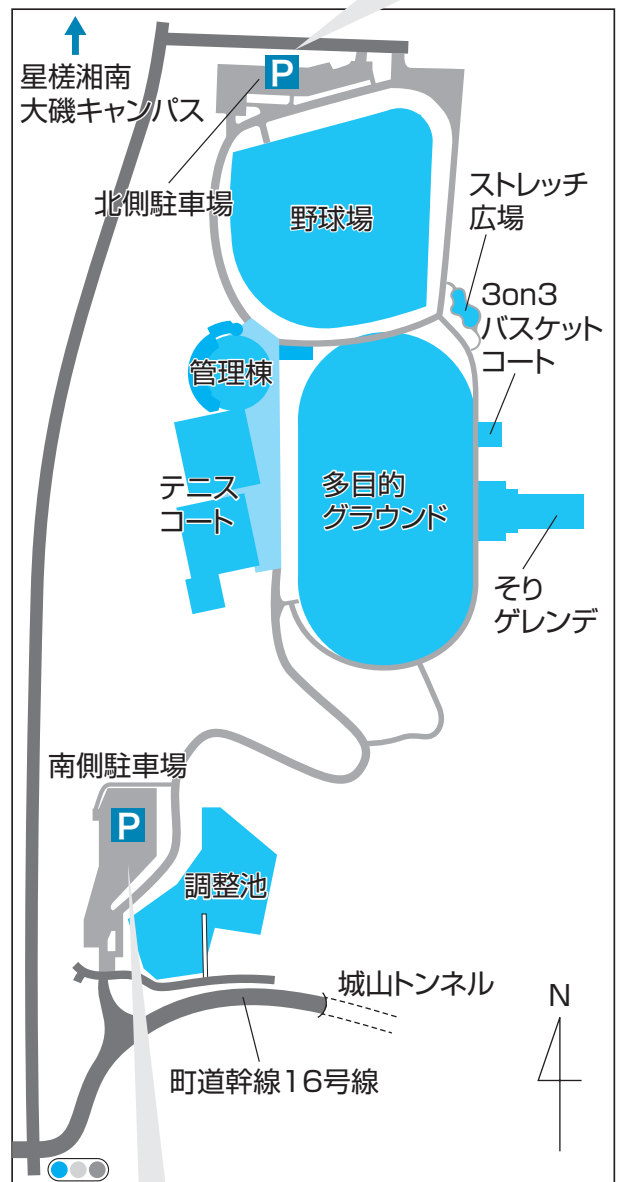 星槎湘南
大磯キャンパス
P
北側駐車場
野球場
ストレッチ
広場
3on3
バスケット
コート
管理棟
テニス
コート
多目的
グラウンド
そり
ゲレンデ
南側駐車場
P
調整池
城山トンネル
N
町道幹線16号線